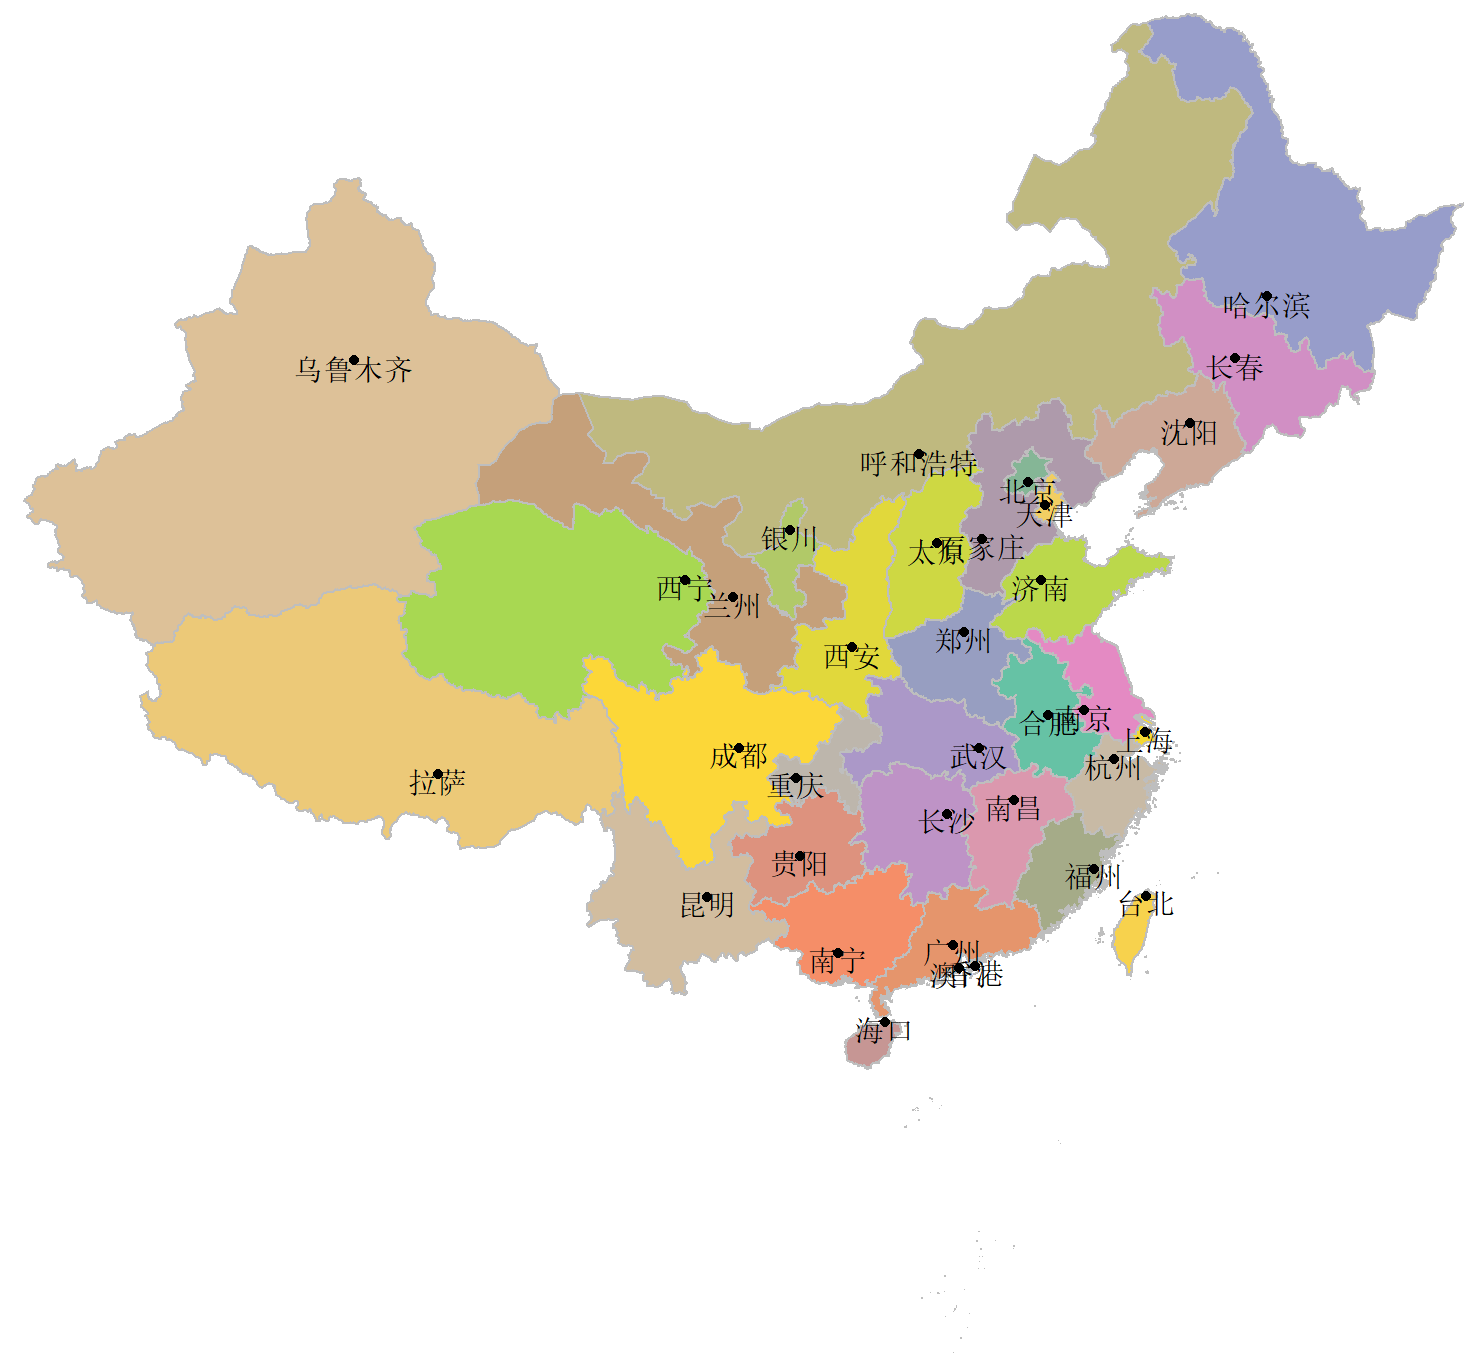 哈尔滨
乌鲁木齐
长春
沈阳
呼和浩特
北京
天津
银川
太原
石家庄
西宁
济南
兰州
郑州
西安
合肥
南京
上海
成都
武汉
杭州
拉萨
重庆
南昌
长沙
贵阳
福州
昆明
台北
广州
南宁
澳门
香港
海口